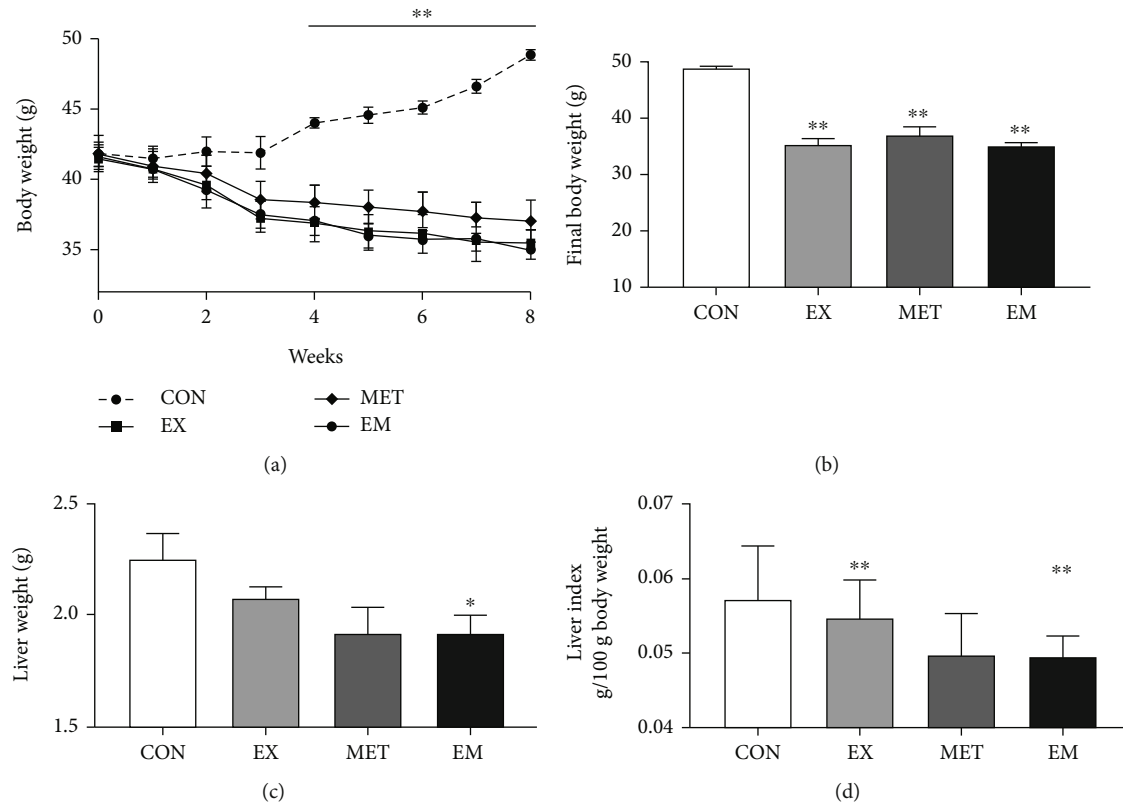 **
50
45
40
35
Body weight (g)
0 2 4 6 8
Weeks
CON MET
EX EM
(a)
50
40
30
20
10
Final body weight (g)
** ** **
CON EX MET EM
(b)
2.5
2.0
1.5
Liver weight (g)
*
CON EX MET EM
(c)
0.07
0.06
0.05
0.04
Liver index
g/100 g body weight
** **
CON EX MET EM
(d)